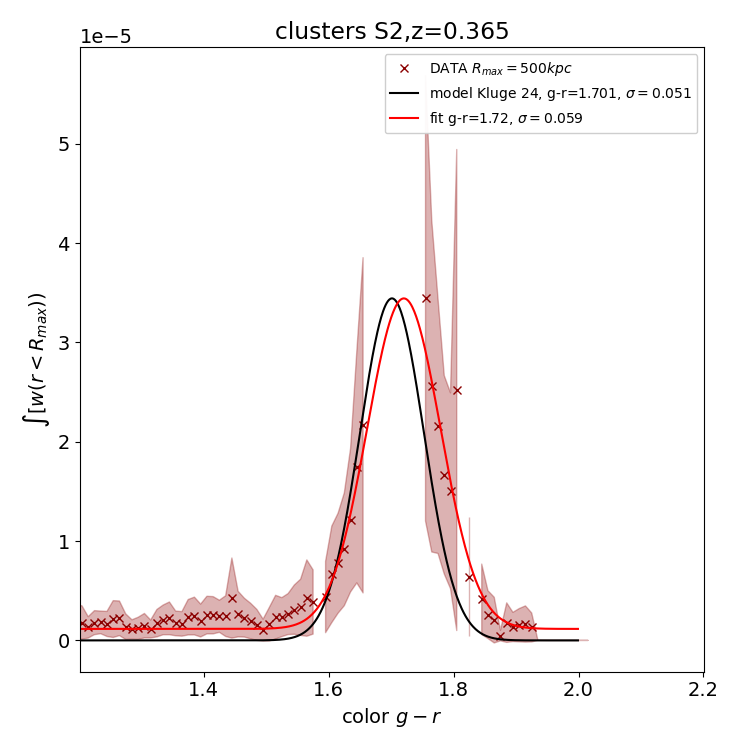 clusters S2,z=0.365
1e−5
DATA R_max = 500kpc
model Kluge 24, g-r=1.701, σ = 0.051
fit g-r=1.72, σ = 0.059
5
4
3
2
1
0
∫[w(r < R_max))
1.4 1.6 1.8 2.0 2.2
color g − r